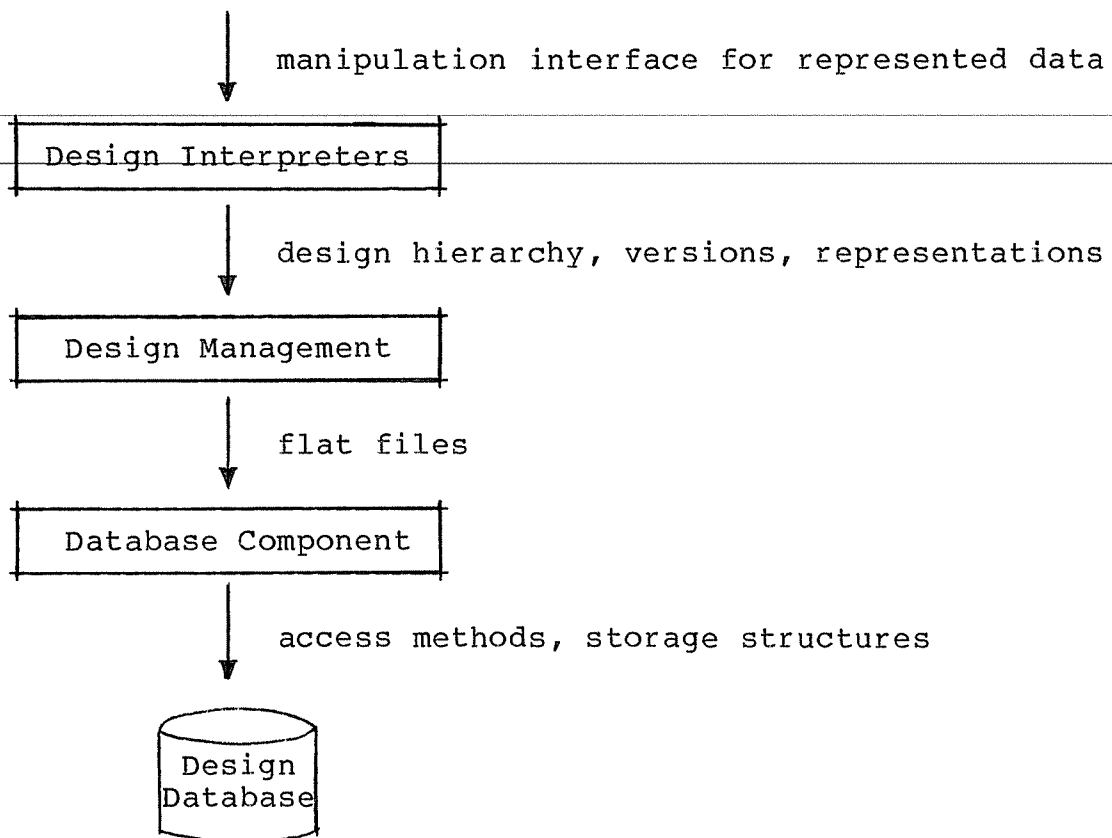 manipulation interface for represented data
Design Interpreters
design hierarchy, versions, representations
Design Management
flat files
Database Component
access methods, storage structures
Design
Database